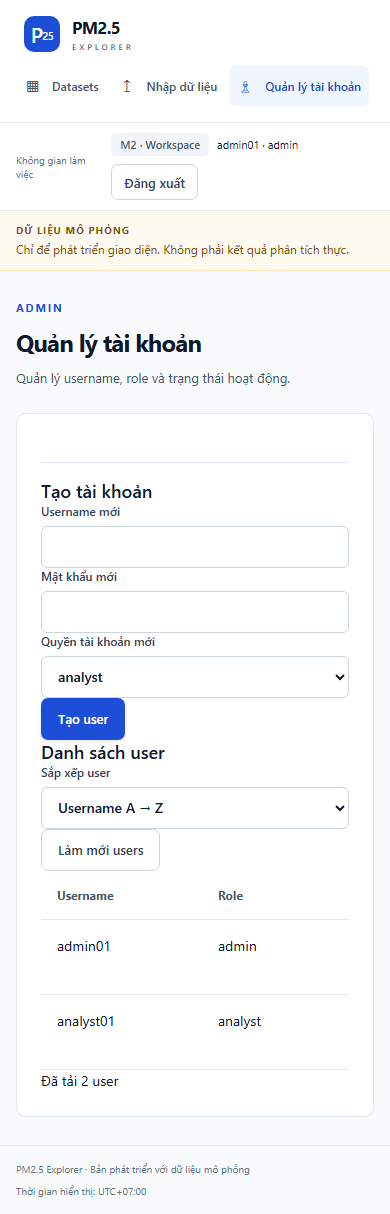 P25
PM2.5
EXPLORER
Datasets
Nhập dữ liệu
Quản lý tài khoản
Không gian làm
việc
M2 · Workspace
admin01 · admin
Đăng xuất
DỮ LIỆU MÔ PHỎNG
Chỉ để phát triển giao diện. Không phải kết quả phân tích thực.
ADMIN
Quản lý tài khoản
Quản lý username, role và trạng thái hoạt động.
Tạo tài khoản
Username mới
Mật khẩu mới
Quyền tài khoản mới
analyst
Tạo user
Danh sách user
Sắp xếp user
Username A → Z
Làm mới users
Username Role
admin01 admin
analyst01 analyst
Đã tải 2 user
PM2.5 Explorer · Bản phát triển với dữ liệu mô phỏng
Thời gian hiển thị: UTC+07:00